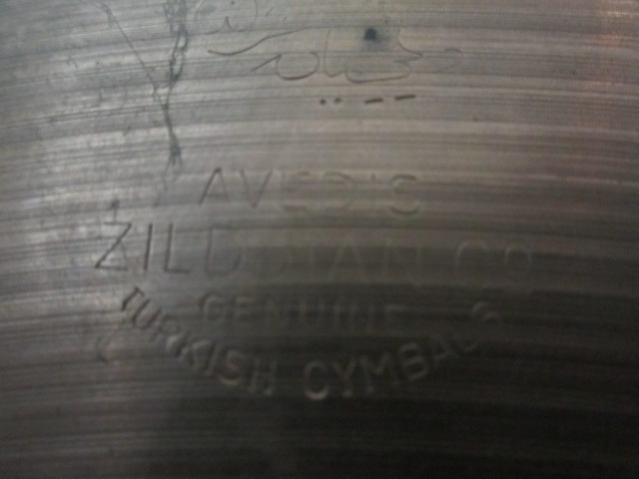 AVEDIS
ZILDJIAN CO
GENUINE
TURKISH CYMBALS